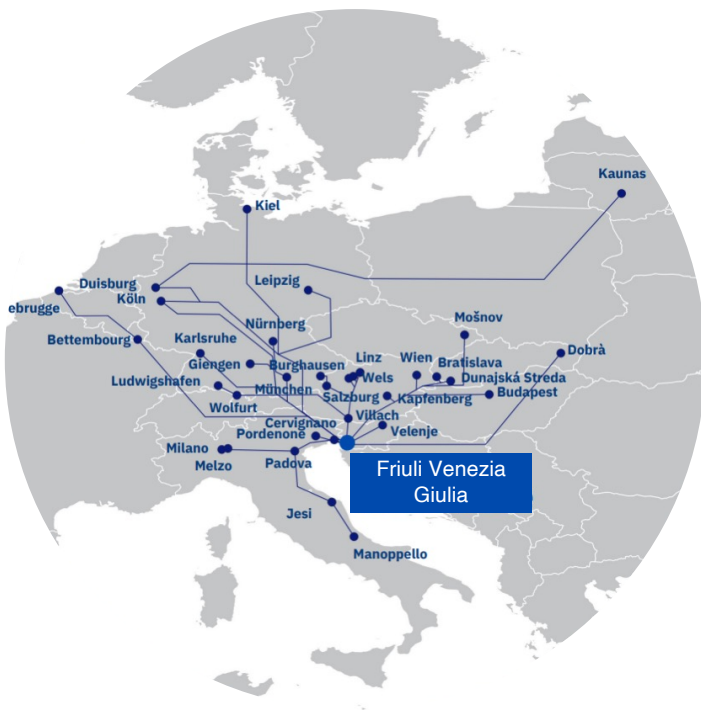 Kaunas
Kiel
Duisburg
Leipzig
Köln
ebrugge
Mošnov
Nürnberg
Bettembourg
Karlsruhe
Dobrà
Linz
Wien
Giengen
Burghausen
Bratislava
Wels
Dunajská Streda
Ludwigshafen
München
Budapest
Salzburg
Kapfenberg
Wolfurt
Villach
Cervignano
Velenje
Pordenone
Milano
Melzo
Padova
Friuli Venezia
Giulia
Jesi
Manoppello